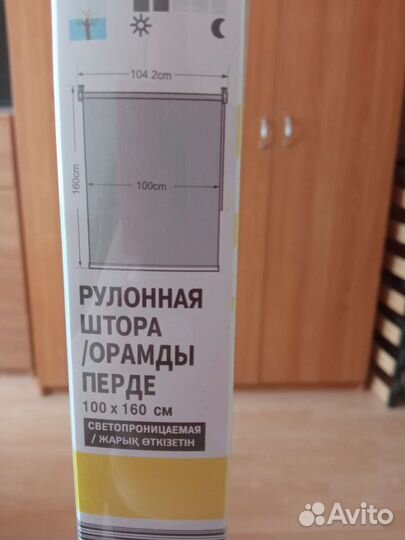 104.2cm
160cm
100cm
РУЛОННАЯ
ШТОРА
/ОРАМДЫ
ПЕРДЕ
100 x 160 см
СВЕТОПРОНИЦАЕМАЯ
/ ЖАРЫҚ ӨТКІЗЕТІН
Avito